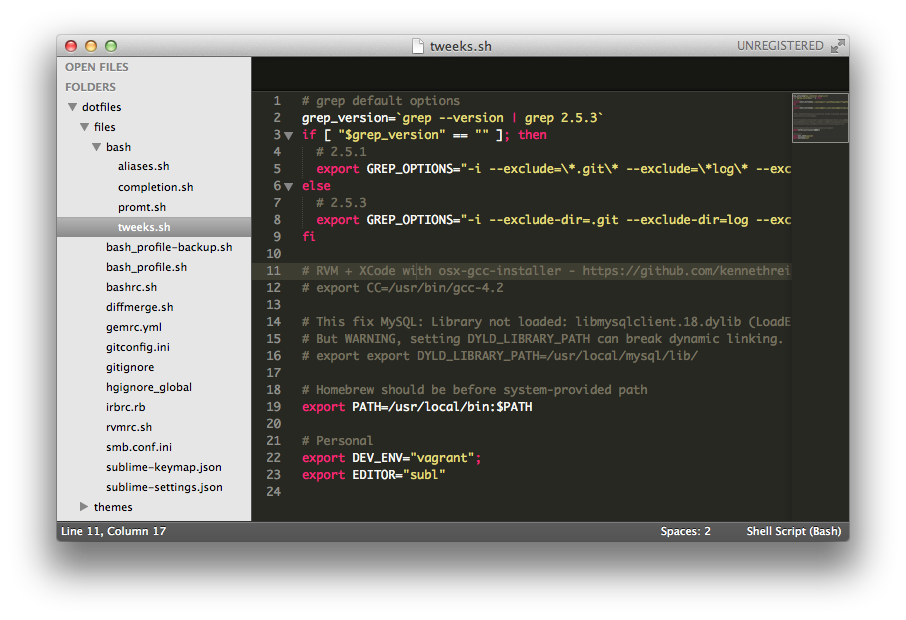 tweeks.sh
UNREGISTERED
OPEN FILES
FOLDERS
dotfiles
files
bash
aliases.sh
completion.sh
promt.sh
tweeks.sh
bash_profile-backup.sh
bash_profile.sh
bashrc.sh
diffmerge.sh
gemrc.yml
gitconfig.ini
gitignore
hgignore_global
irbrc.rb
rvmrc.sh
smb.conf.ini
sublime-keymap.json
sublime-settings.json
themes
1 # grep default options
2 grep_version=`grep --version | grep 2.5.3`
3 if [ "$grep_version" == "" ]; then
4 # 2.5.1
5 export GREP_OPTIONS="-i --exclude=\*.git\* --exclude=\*log\* --exc
6 else
7 # 2.5.3
8 export GREP_OPTIONS="-i --exclude-dir=.git --exclude-dir=log --exc
9 fi
10
11 # RVM + XCode with osx-gcc-installer - https://github.com/kennethrei
12 # export CC=/usr/bin/gcc-4.2
13
14 # This fix MySQL: Library not loaded: libmysqlclient.18.dylib (LoadE
15 # But WARNING, setting DYLD_LIBRARY_PATH can break dynamic linking.
16 # export export DYLD_LIBRARY_PATH=/usr/local/mysql/lib/
17
18 # Homebrew should be before system-provided path
19 export PATH=/usr/local/bin:$PATH
20
21 # Personal
22 export DEV_ENV="vagrant";
23 export EDITOR="subl"
24
Line 11, Column 17
Spaces: 2
Shell Script (Bash)